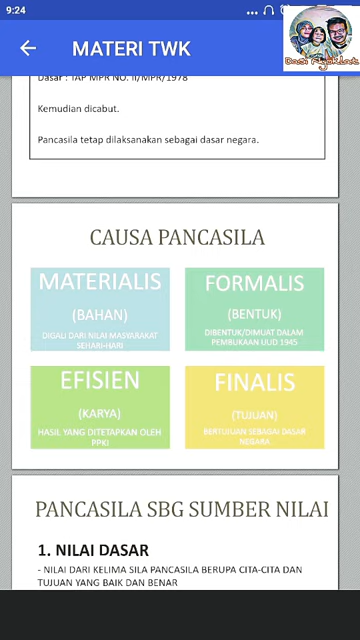 9:24
MATERI TWK
Dasi NyoKlat
Dasar : TAP MPR NO. II/MPR/1978
Kemudian dicabut.
Pancasila tetap dilaksanakan sebagai dasar negara.
CAUSA PANCASILA
MATERIALIS
(BAHAN)
DIGALI DARI NILAI MASYARAKAT
SEHARI-HARI
FORMALIS
(BENTUK)
DIBENTUK/DIMUAT DALAM
PEMBUKAAN UUD 1945
EFISIEN
(KARYA)
HASIL YANG DITETAPKAN OLEH
PPKI
FINALIS
(TUJUAN)
BERTUJUAN SEBAGAI DASAR
NEGARA
PANCASILA SBG SUMBER NILAI
1. NILAI DASAR
- NILAI DARI KELIMA SILA PANCASILA BERUPA CITA-CITA DAN
TUJUAN YANG BAIK DAN BENAR